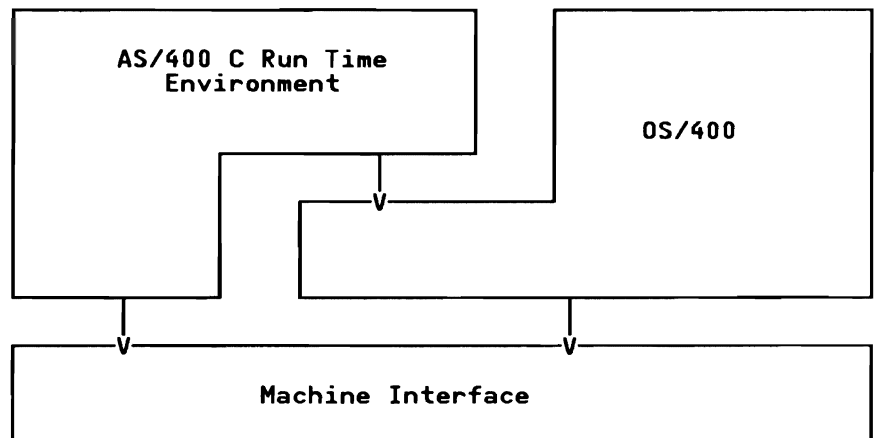 AS/400 C Run Time
Environment
OS/400
V
V
V
Machine Interface